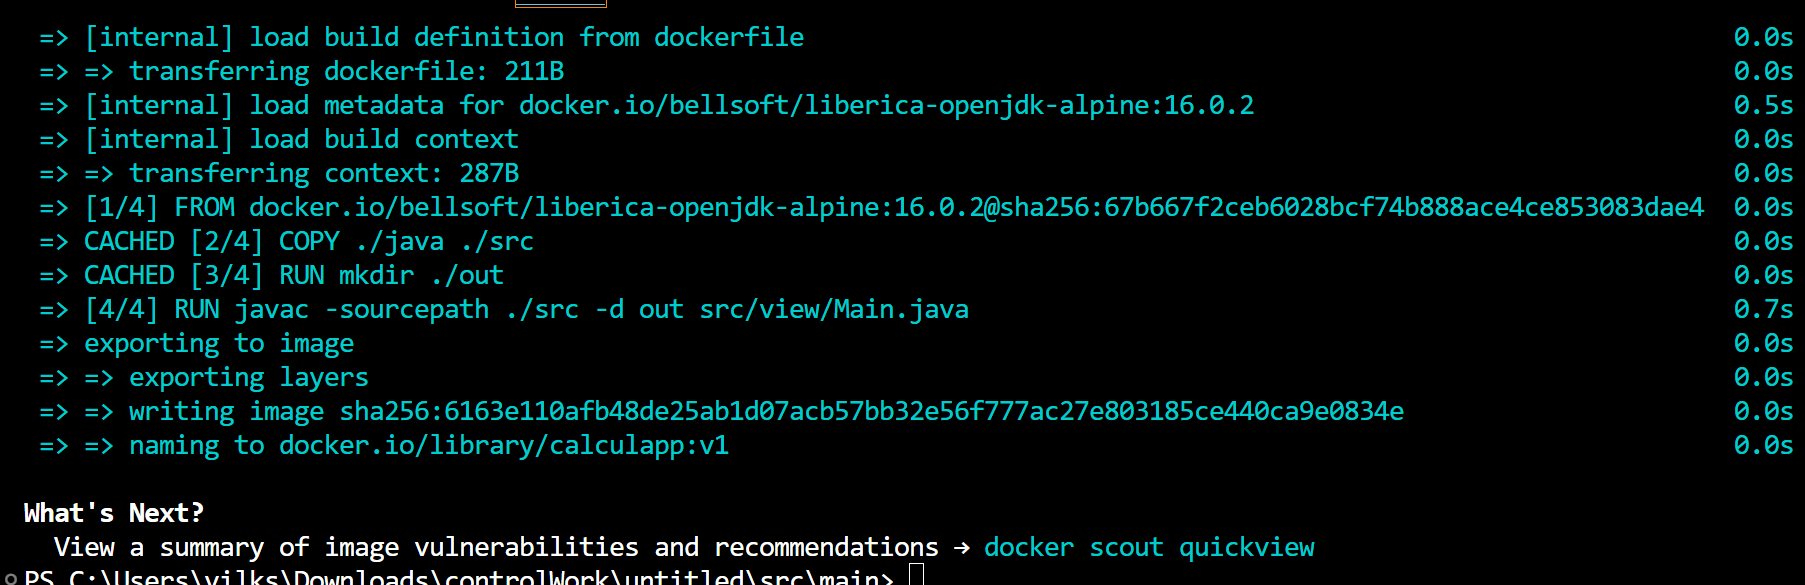 => [internal] load build definition from dockerfile 0.0s
=> => transferring dockerfile: 211B 0.0s
=> [internal] load metadata for docker.io/bellsoft/liberica-openjdk-alpine:16.0.2 0.5s
=> [internal] load build context 0.0s
=> => transferring context: 287B 0.0s
=> [1/4] FROM docker.io/bellsoft/liberica-openjdk-alpine:16.0.2@sha256:67b667f2ceb6028bcf74b888ace4ce853083dae4 0.0s
=> CACHED [2/4] COPY ./java ./src 0.0s
=> CACHED [3/4] RUN mkdir ./out 0.0s
=> [4/4] RUN javac -sourcepath ./src -d out src/view/Main.java 0.7s
=> exporting to image 0.0s
=> => exporting layers 0.0s
=> => writing image sha256:6163e110afb48de25ab1d07acb57bb32e56f777ac27e803185ce440ca9e0834e 0.0s
=> => naming to docker.io/library/calculapp:v1 0.0s
What's Next?
View a summary of image vulnerabilities and recommendations → docker scout quickview
PS C:\Users\vilks\Downloads\controlWork\untitled\src\main>